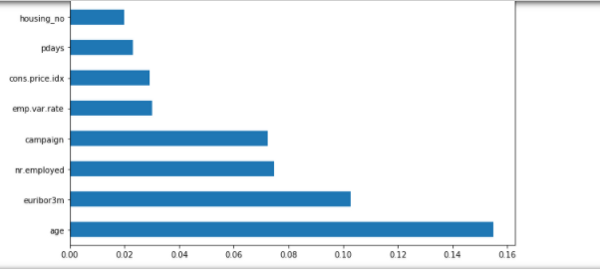 housing_no
pdays
cons.price.idx
emp.var.rate
campaign
nr.employed
euribor3m
age
0.00 0.02 0.04 0.06 0.08 0.10 0.12 0.14 0.16